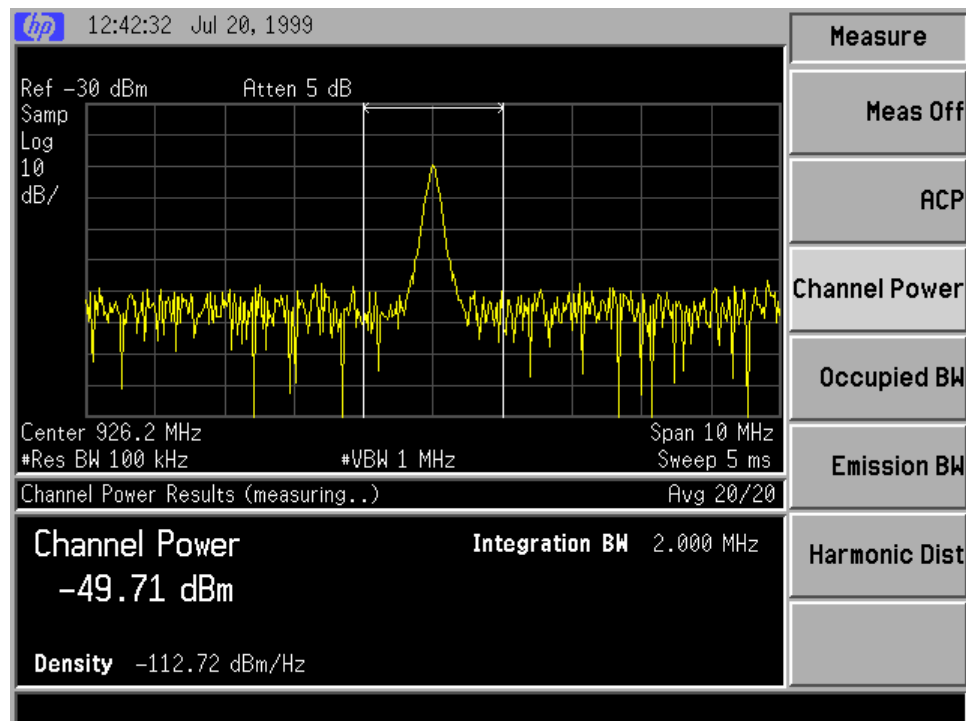 hp 12:42:32 Jul 20, 1999
Measure
Ref -30 dBm Atten 5 dB
Samp
Log
10
dB/
Meas Off
ACP
Channel Power
Occupied BW
Center 926.2 MHz Span 10 MHz
#Res BW 100 kHz #VBW 1 MHz Sweep 5 ms
Emission BW
Channel Power Results (measuring..) Avg 20/20
Channel Power Integration BW 2.000 MHz
-49.71 dBm
Harmonic Dist
Density -112.72 dBm/Hz